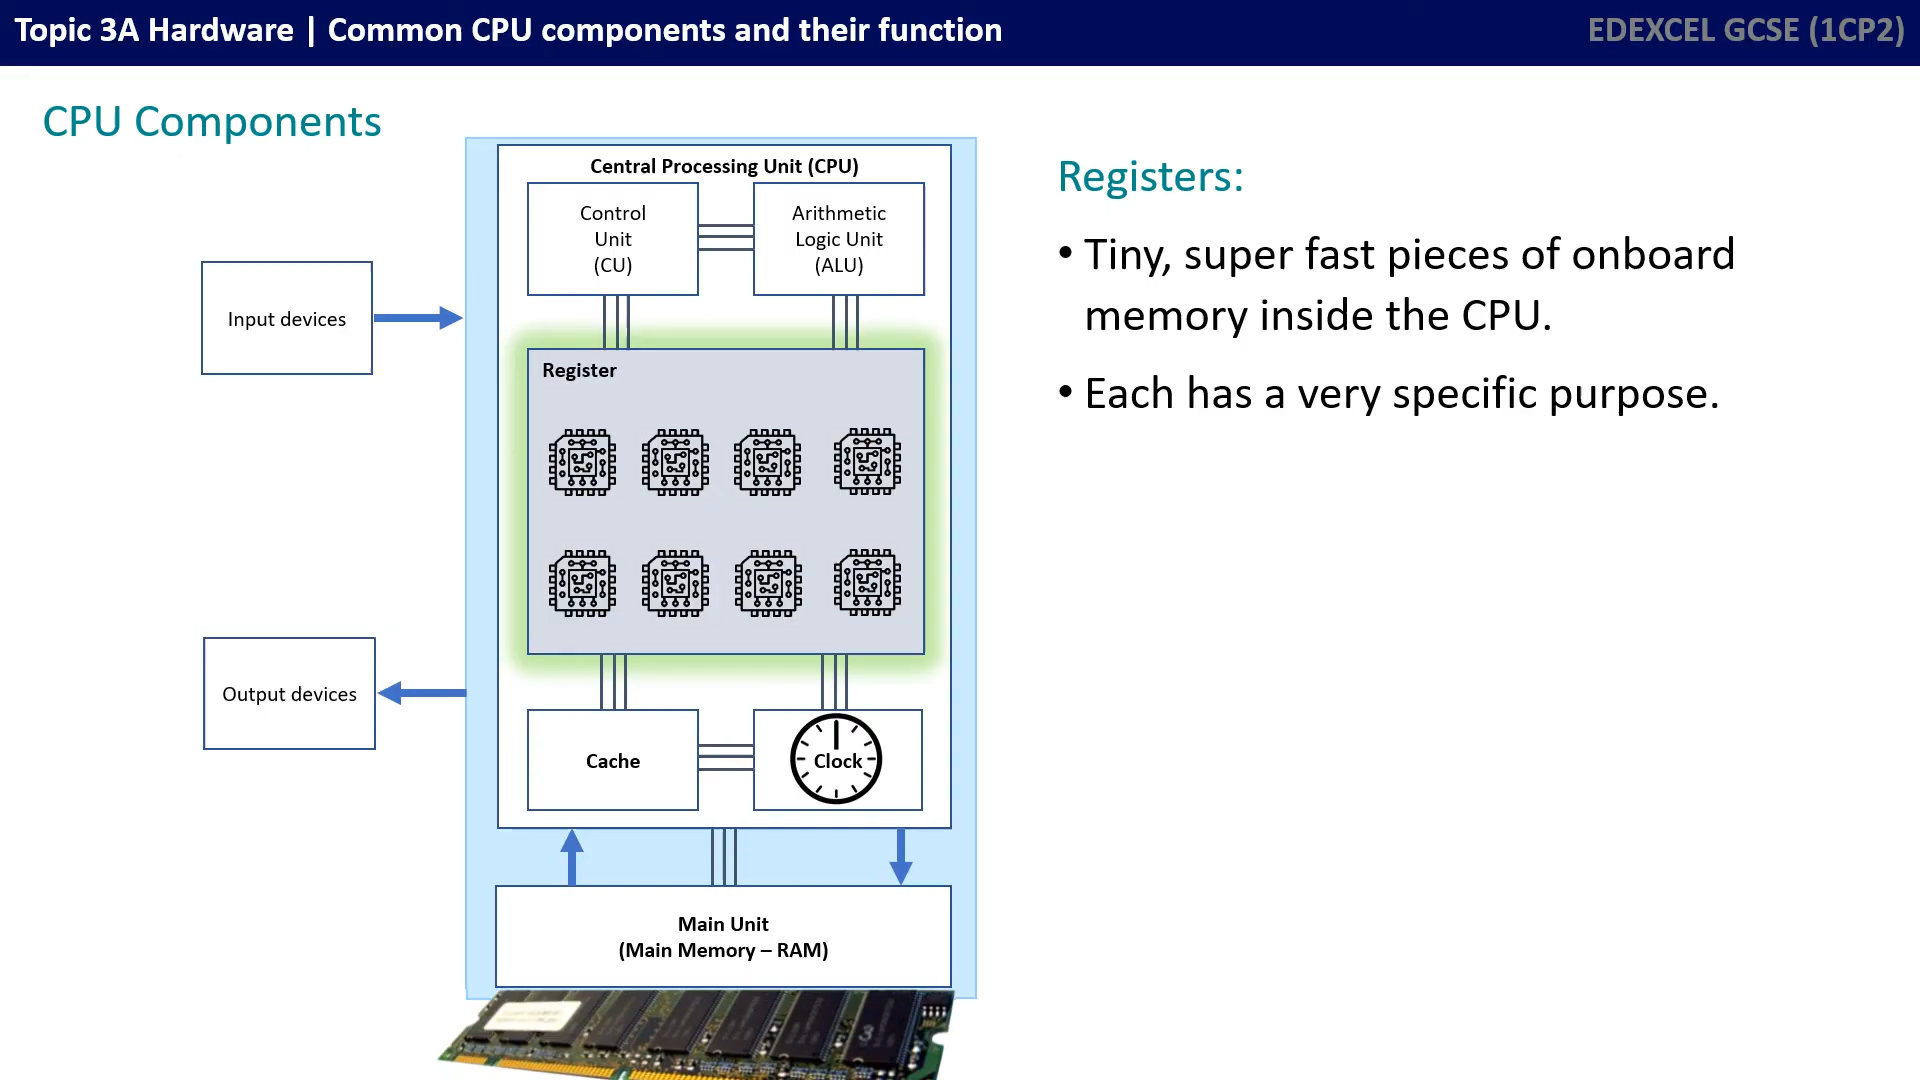 Topic 3A Hardware | Common CPU components and their function
EDEXCEL GCSE (1CP2)
CPU Components
Central Processing Unit (CPU)
Control
Unit
(CU)
Arithmetic
Logic Unit
(ALU)
Input devices
Register
Output devices
Cache
Clock
Main Unit
(Main Memory – RAM)
Registers:
• Tiny, super fast pieces of onboard
memory inside the CPU.
• Each has a very specific purpose.